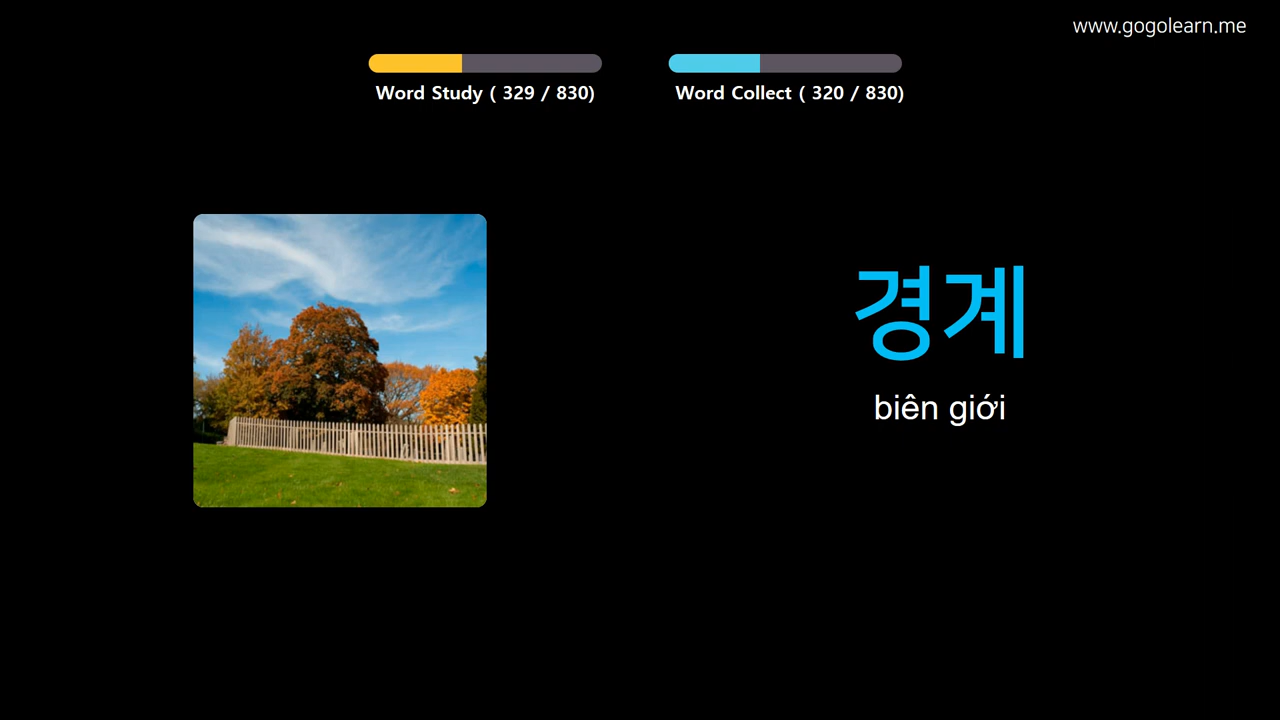 www.gogolearn.me
Word Study ( 329 / 830)
Word Collect ( 320 / 830)
경계
biên giới